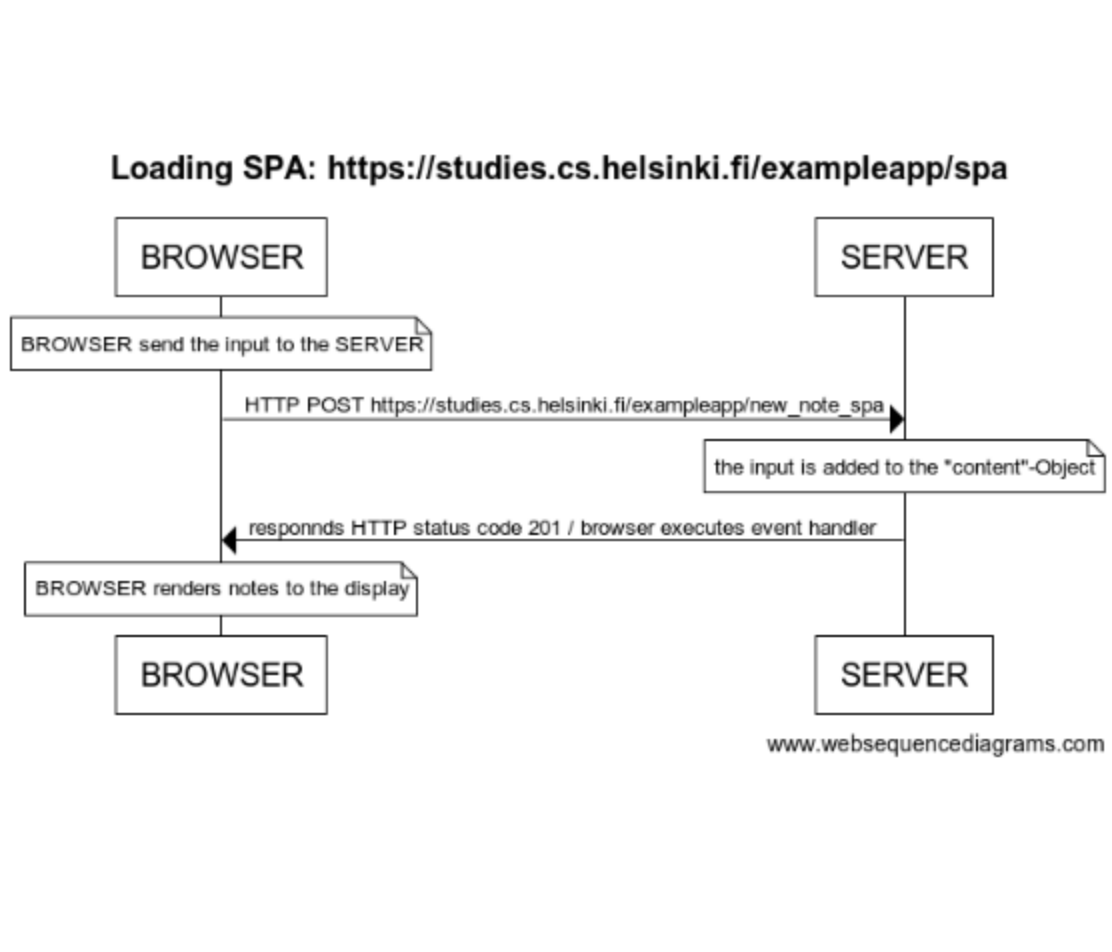 Loading SPA: https://studies.cs.helsinki.fi/exampleapp/spa
BROWSER
SERVER
BROWSER send the input to the SERVER
HTTP POST https://studies.cs.helsinki.fi/exampleapp/new_note_spa
the input is added to the "content"-Object
responnds HTTP status code 201 / browser executes event handler
BROWSER renders notes to the display
BROWSER
SERVER
www.websequencediagrams.com